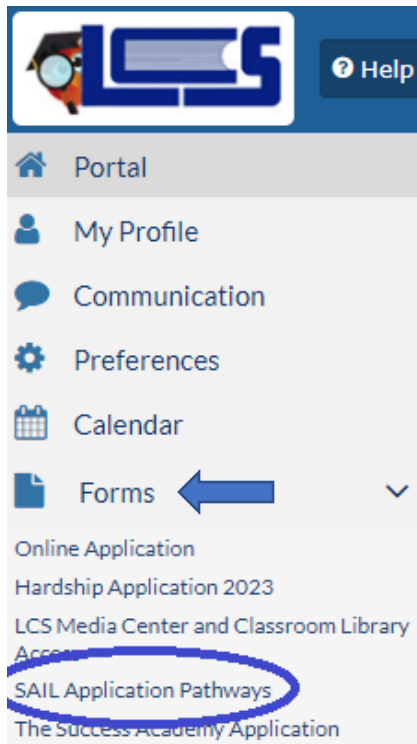 LCS
Help
Portal
My Profile
Communication
Preferences
Calendar
Forms
Online Application
Hardship Application 2023
LCS Media Center and Classroom Library
Access
SAIL Application Pathways
The Success Academy Application